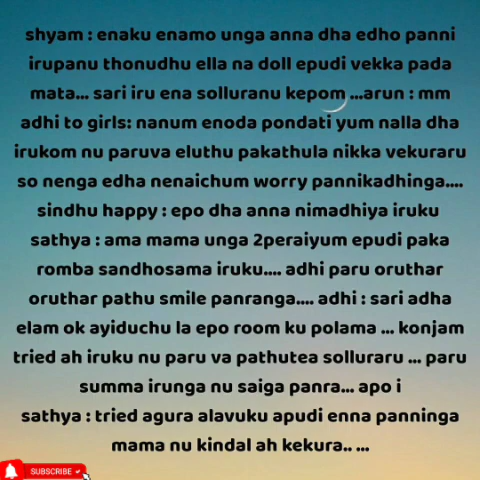 shyam : enaku enamo unga anna dha edho panni
irupanu thonudhu ella na doll epudi vekka pada
mata... sari iru ena solluranu kepom ...arun : mm
adhi to girls: nanum enoda pondati yum nalla dha
irukom nu paruva eluthu pakathula nikka vekuraru
so nenga edha nenaichum worry pannikadhinga....
sindhu happy : epo dha anna nimadhiya iruku
sathya : ama mama unga 2peraiyum epudi paka
romba sandhosama iruku.... adhi paru oruthar
oruthar pathu smile panranga.... adhi : sari adha
elam ok ayiduchu la epo room ku polama ... konjam
tried ah iruku nu paru va pathutea solluraru ... paru
summa irunga nu saiga panra... apo i
sathya : tried agura alavuku apudi enna panninga
mama nu kindal ah kekura.. ...
SUBSCRIBE